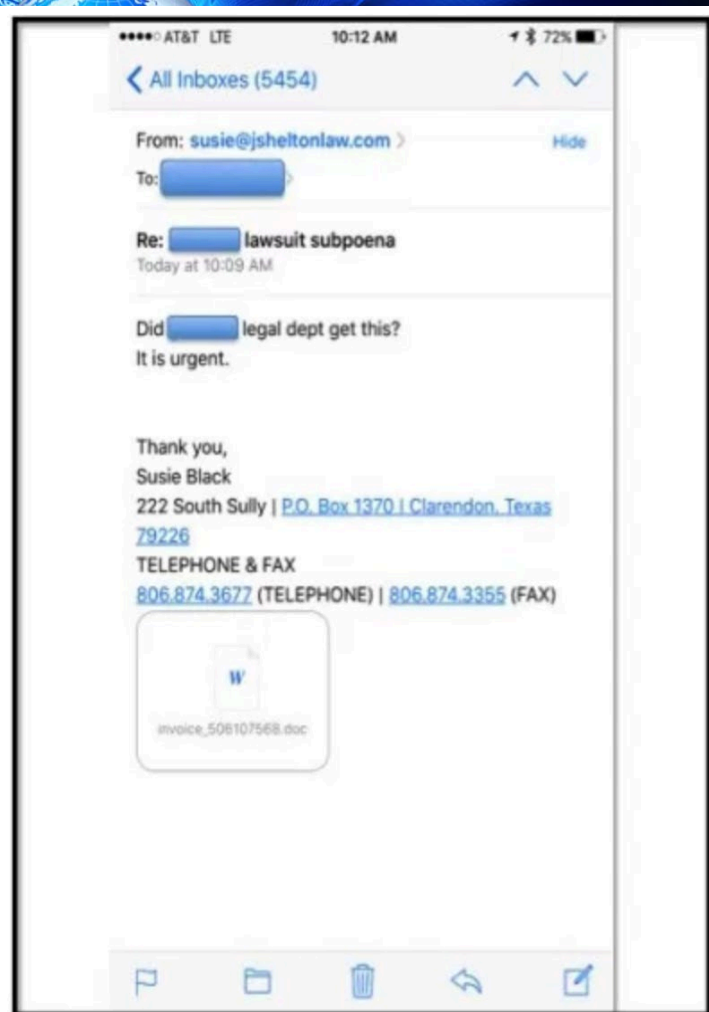 AT&T LTE 10:12 AM 72%
All Inboxes (5454)
From: susie@jsheltonlaw.com Hide
To:
Re: lawsuit subpoena
Today at 10:09 AM
Did legal dept get this?
It is urgent.
Thank you,
Susie Black
222 South Sully | P.O. Box 1370 | Clarendon, Texas
79226
TELEPHONE & FAX
806.874.3677 (TELEPHONE) | 806.874.3355 (FAX)
W
invoice_506107568.doc